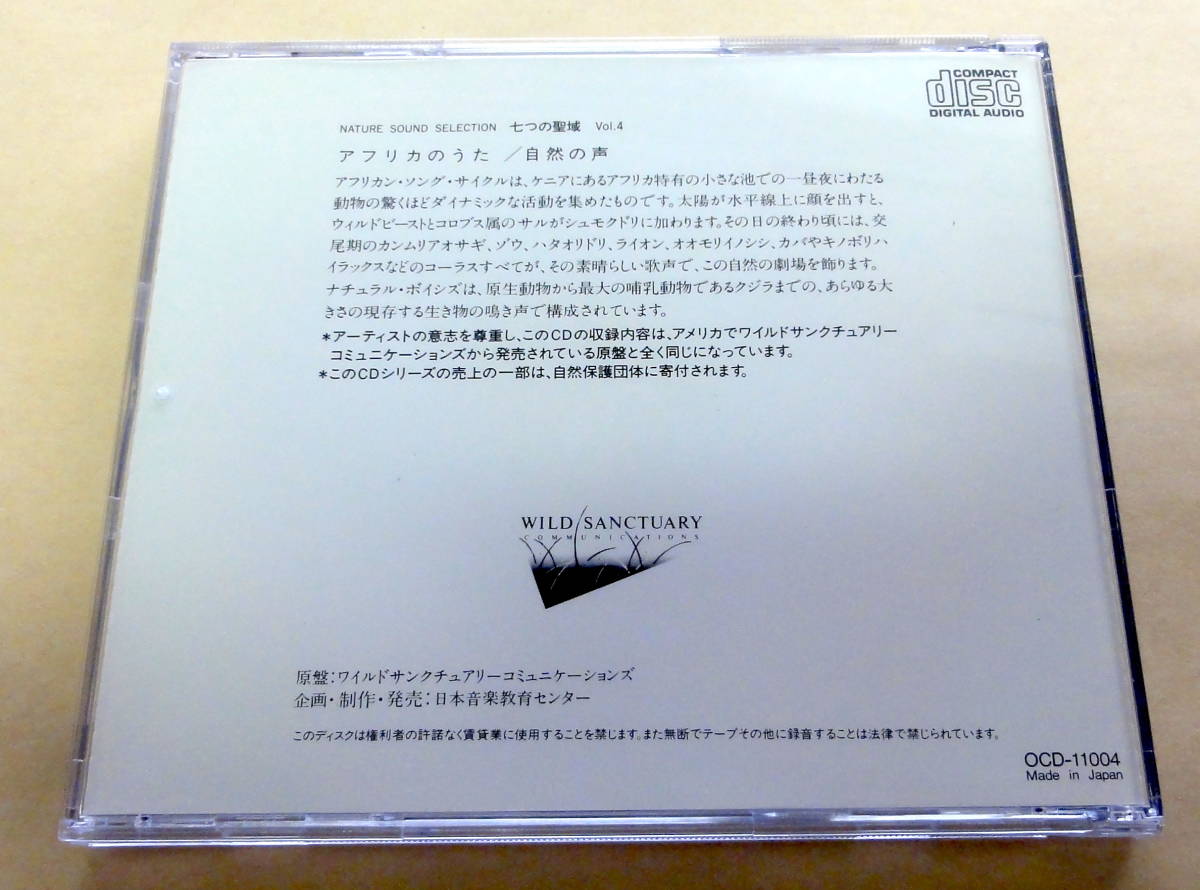 COMPACT
disc
DIGITAL AUDIO
NATURE SOUND SELECTION 七つの聖域 Vol.4
アフリカのうた／自然の声
アフリカン・ソング・サイクルは、ケニアにあるアフリカ特有の小さな池での一昼夜にわたる
動物の驚くほどダイナミックな活動を集めたものです。太陽が水平線上に顔を出すと、
ウィルドビーストとコロブス属のサルがシュモクドリに加わります。その日の終わり頃には、交
尾期のカンムリアオサギ、ゾウ、ハタオリドリ、ライオン、オオモリイノシシ、カバやキノボリハ
イラックスなどのコーラスすべてが、その素晴らしい歌声で、この自然の劇場を飾ります。
ナチュラル・ボイシズは、原生動物から最大の哺乳動物であるクジラまでの、あらゆる大
きさの現存する生き物の鳴き声で構成されています。
＊アーティストの意志を尊重し、このCDの収録内容は、アメリカでワイルドサンクチュアリー
コミュニケーションズから発売されている原盤と全く同じになっています。
＊このCDシリーズの売上の一部は、自然保護団体に寄付されます。
WILD SANCTUARY
COMMUNICATIONS
原盤：ワイルドサンクチュアリーコミュニケーションズ
企画・制作・発売：日本音楽教育センター
このディスクは権利者の許諾なく賃貸業に使用することを禁じます。また無断でテープその他に録音することは法律で禁じられています。
OCD-11004
Made in Japan